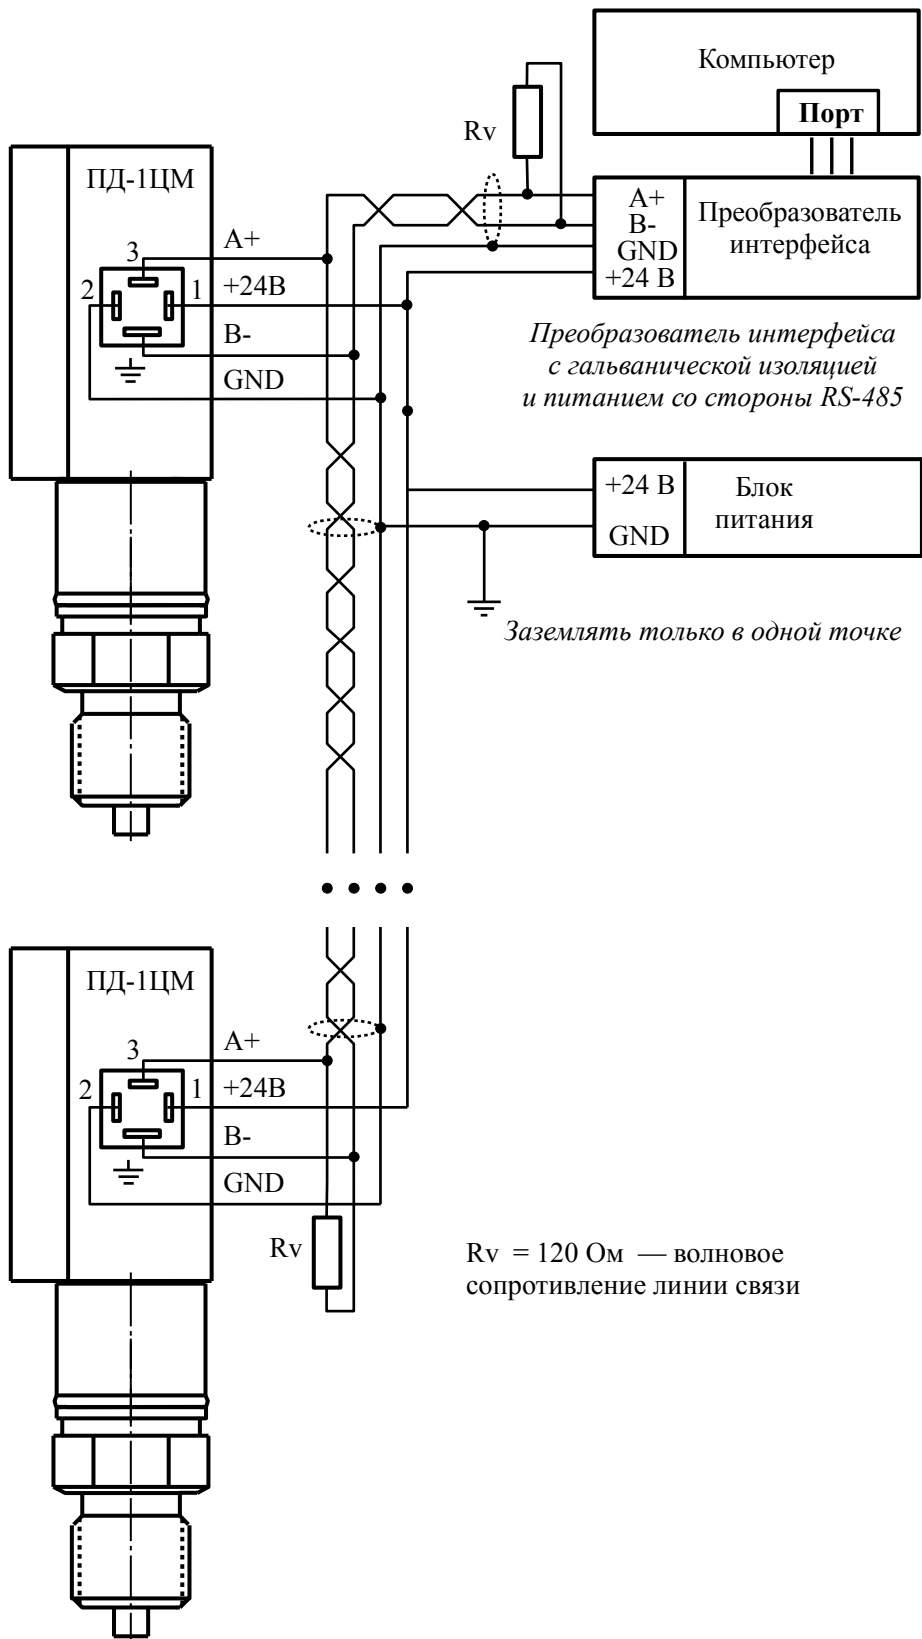 Компьютер
Порт
Rv
ПД-1ЦМ
A+
B-
GND
+24 В
Преобразователь
интерфейса
3
A+
2
1
+24В
B-
GND
Преобразователь интерфейса
с гальванической изоляцией
и питанием со стороны RS-485
+24 В
GND
Блок
питания
Заземлять только в одной точке
ПД-1ЦМ
3
A+
2
1
+24В
B-
GND
Rv
Rv = 120 Ом — волновое
сопротивление линии связи